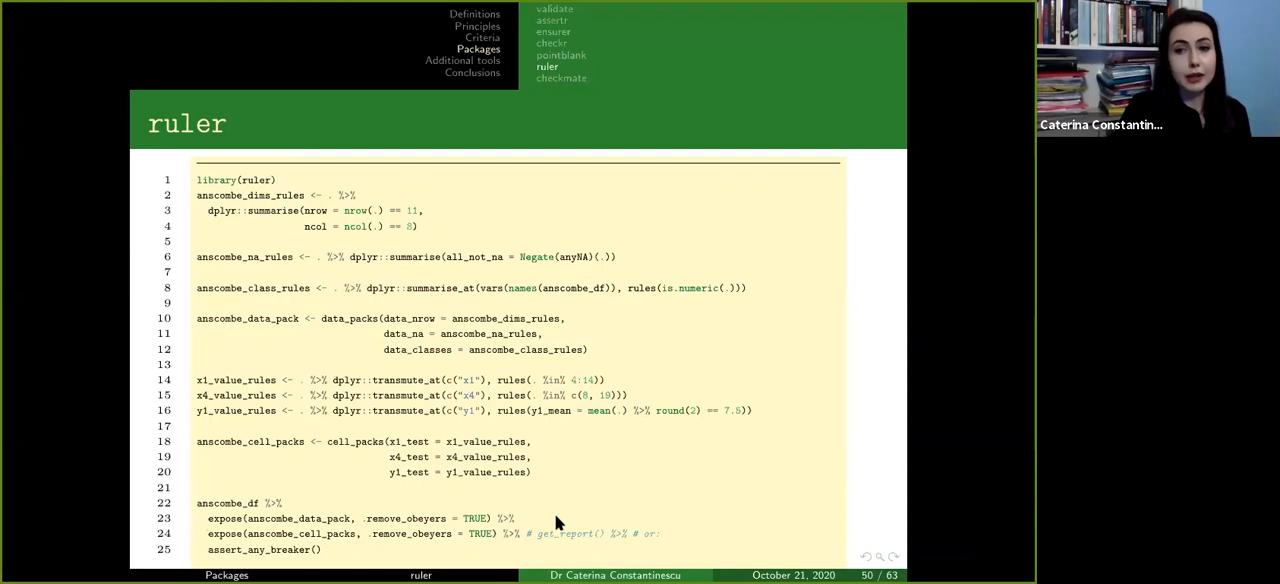 Definitions
Principles
Criteria
Packages
Additional tools
Conclusions
validate
assertr
ensurer
checkr
pointblank
ruler
checkmate
ruler
1 library(ruler)
2 anscombe_dims_rules <- . %>%
3 dplyr::summarise(nrow = nrow(.) == 11,
4 ncol = ncol(.) == 8)
5
6 anscombe_na_rules <- . %>% dplyr::summarise(all_not_na = Negate(anyNA)(.))
7
8 anscombe_class_rules <- . %>% dplyr::summarise_at(vars(names(anscombe_df)), rules(is.numeric(.)))
9
10 anscombe_data_pack <- data_packs(data_nrow = anscombe_dims_rules,
11 data_na = anscombe_na_rules,
12 data_classes = anscombe_class_rules)
13
14 x1_value_rules <- . %>% dplyr::transmute_at(c("x1"), rules(. %in% 4:14))
15 x4_value_rules <- . %>% dplyr::transmute_at(c("x4"), rules(. %in% c(8, 19)))
16 y1_value_rules <- . %>% dplyr::transmute_at(c("y1"), rules(y1_mean = mean(.) %>% round(2) == 7.5))
17
18 anscombe_cell_packs <- cell_packs(x1_test = x1_value_rules,
19 x4_test = x4_value_rules,
20 y1_test = y1_value_rules)
21
22 anscombe_df %>%
23 expose(anscombe_data_pack, .remove_obeyers = TRUE) %>%
24 expose(anscombe_cell_packs, .remove_obeyers = TRUE) %>% # get_report() %>% # or:
25 assert_any_breaker()
Packages ruler Dr Caterina Constantinescu October 21, 2020 50 / 63
Caterina Constantin...